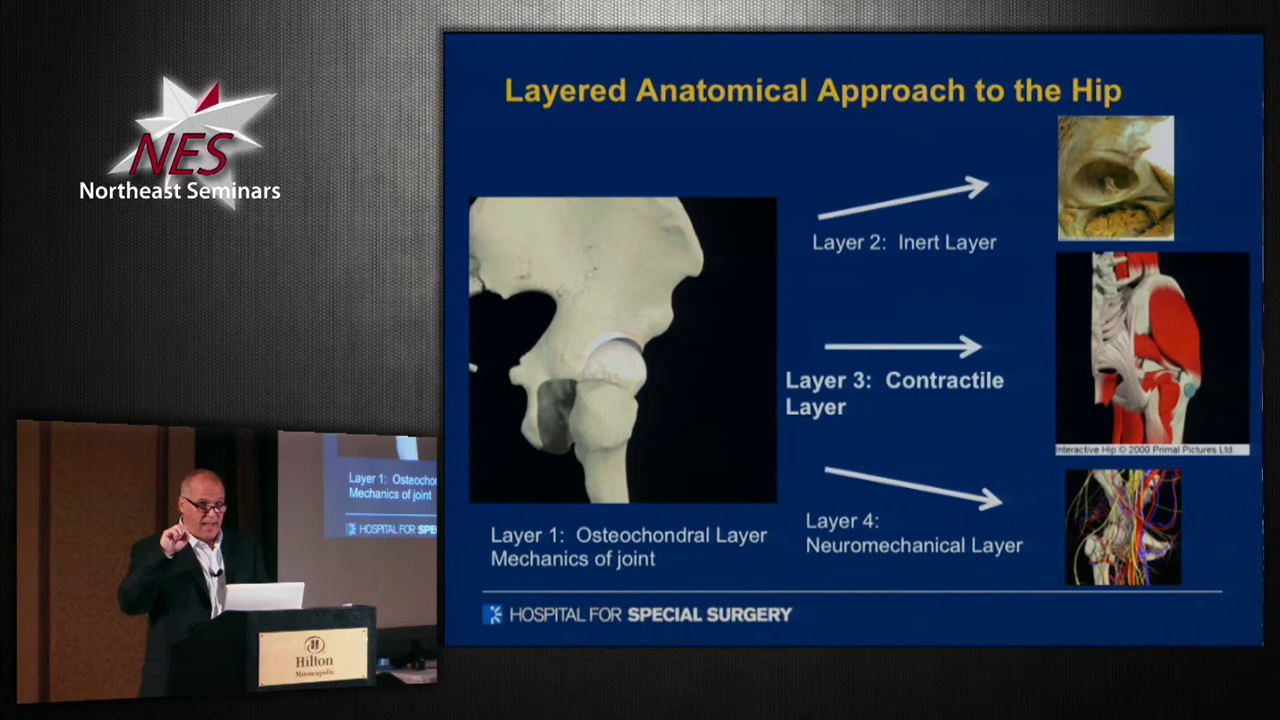 NES
Northeast Seminars
Layered Anatomical Approach to the Hip
Layer 2: Inert Layer
Layer 3: Contractile
Layer
Interactive Hip © 2000 Primal Pictures Ltd.
Layer 4:
Neuromechanical Layer
Layer 1: Osteochondral Layer
Mechanics of joint
HOSPITAL FOR SPECIAL SURGERY
Layer 1: Osteocho
Mechanics of joint
HOSPITAL FOR SPE
Hilton
Minneapolis